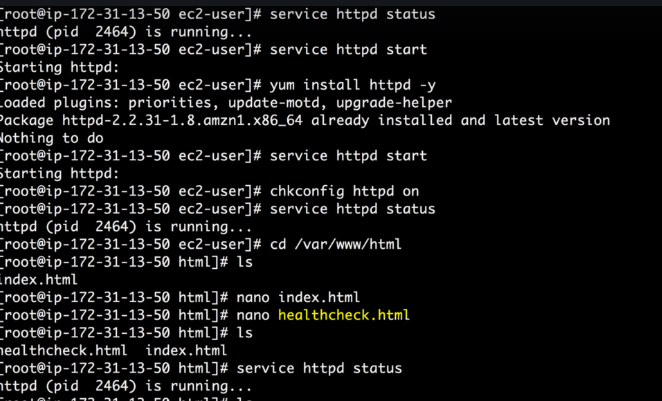 [root@ip-172-31-13-50 ec2-user]# service httpd status
httpd (pid  2464) is running...
[root@ip-172-31-13-50 ec2-user]# service httpd start
Starting httpd:
[root@ip-172-31-13-50 ec2-user]# yum install httpd -y
Loaded plugins: priorities, update-motd, upgrade-helper
Package httpd-2.2.31-1.8.amzn1.x86_64 already installed and latest version
Nothing to do
[root@ip-172-31-13-50 ec2-user]# service httpd start
Starting httpd:
[root@ip-172-31-13-50 ec2-user]# chkconfig httpd on
[root@ip-172-31-13-50 ec2-user]# service httpd status
httpd (pid  2464) is running...
[root@ip-172-31-13-50 ec2-user]# cd /var/www/html
[root@ip-172-31-13-50 html]# ls
index.html
[root@ip-172-31-13-50 html]# nano index.html
[root@ip-172-31-13-50 html]# nano healthcheck.html
[root@ip-172-31-13-50 html]# ls
healthcheck.html  index.html
[root@ip-172-31-13-50 html]# service httpd status
httpd (pid  2464) is running...
[root@ip-172-31-13-50 html]# ls